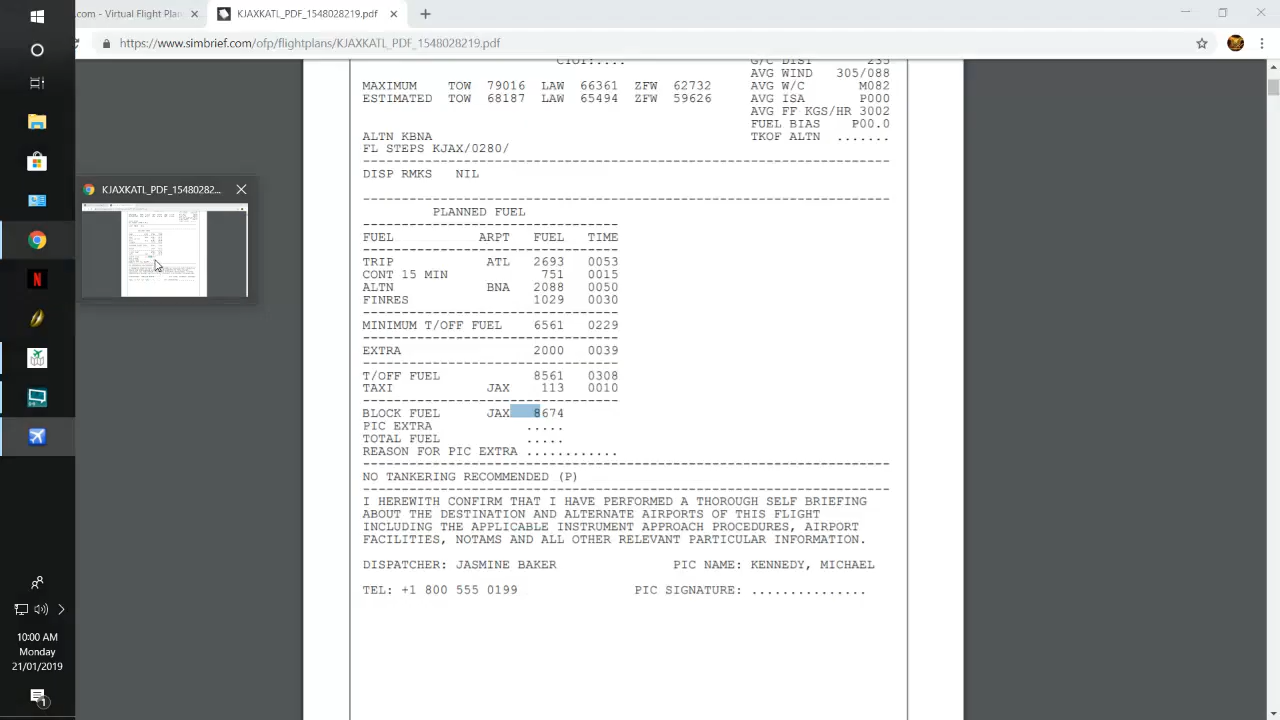 .com - Virtual Flight Plan
KJAXKATL_PDF_1548028219.pdf
https://www.simbrief.com/ofp/flightplans/KJAXKATL_PDF_1548028219.pdf
CTOT:.... G/C DIST 235
AVG WIND 305/088
MAXIMUM TOW 79016 LAW 66361 ZFW 62732 AVG W/C M082
ESTIMATED TOW 68187 LAW 65494 ZFW 59626 AVG ISA P000
AVG FF KGS/HR 3002
FUEL BIAS P00.0
ALTN KBNA TKOF ALTN .......
FL STEPS KJAX/0280/
--------------------------------------------------------------------
DISP RMKS NIL
--------------------------------------------------------------------
PLANNED FUEL
---------------------------------
FUEL ARPT FUEL TIME
---------------------------------
TRIP ATL 2693 0053
CONT 15 MIN 751 0015
ALTN BNA 2088 0050
FINRES 1029 0030
---------------------------------
MINIMUM T/OFF FUEL 6561 0229
---------------------------------
EXTRA 2000 0039
---------------------------------
T/OFF FUEL 8561 0308
TAXI JAX 113 0010
---------------------------------
BLOCK FUEL JAX 8674
PIC EXTRA .....
TOTAL FUEL .....
REASON FOR PIC EXTRA ............
--------------------------------------------------------------------
NO TANKERING RECOMMENDED (P)
--------------------------------------------------------------------
I HEREWITH CONFIRM THAT I HAVE PERFORMED A THOROUGH SELF BRIEFING
ABOUT THE DESTINATION AND ALTERNATE AIRPORTS OF THIS FLIGHT
INCLUDING THE APPLICABLE INSTRUMENT APPROACH PROCEDURES, AIRPORT
FACILITIES, NOTAMS AND ALL OTHER RELEVANT PARTICULAR INFORMATION.
DISPATCHER: JASMINE BAKER PIC NAME: KENNEDY, MICHAEL
TEL: +1 800 555 0199 PIC SIGNATURE: ...............
KJAXKATL_PDF_15480282...
N
10:00 AM
Monday
21/01/2019
1